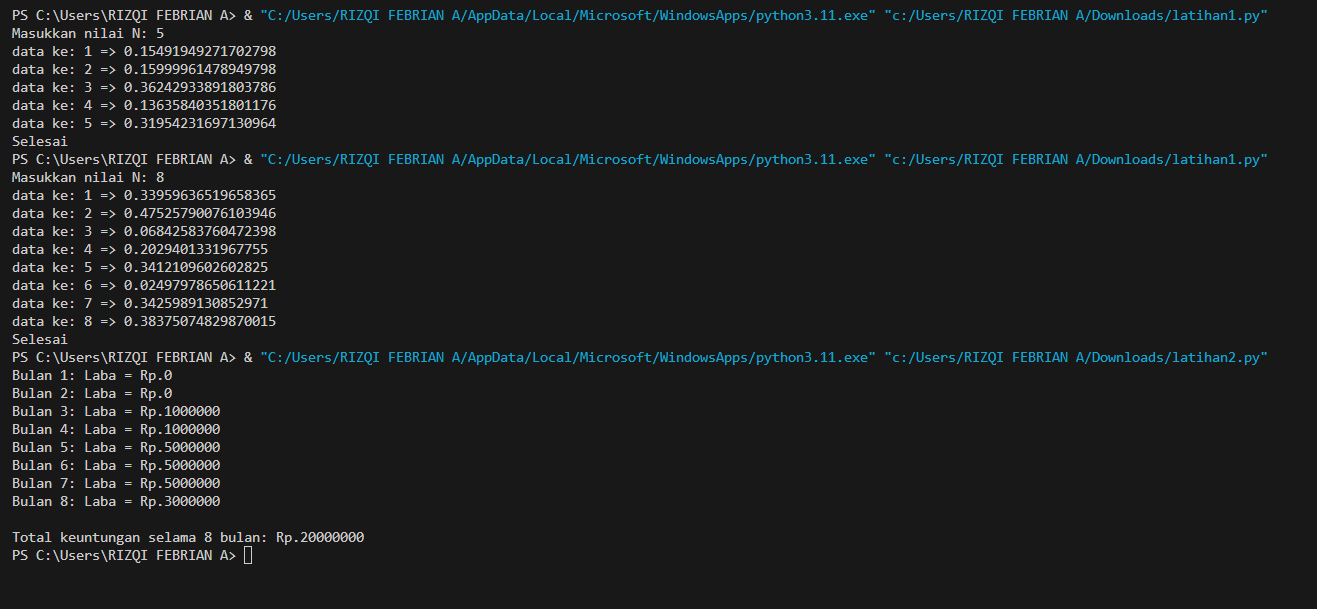 PS C:\Users\RIZQI FEBRIAN A> & "C:/Users/RIZQI FEBRIAN A/AppData/Local/Microsoft/WindowsApps/python3.11.exe" "c:/Users/RIZQI FEBRIAN A/Downloads/latihan1.py"
Masukkan nilai N: 5
data ke: 1 => 0.15491949271702798
data ke: 2 => 0.15999961478949798
data ke: 3 => 0.36242933891803786
data ke: 4 => 0.13635840351801176
data ke: 5 => 0.31954231697130964
Selesai
PS C:\Users\RIZQI FEBRIAN A> & "C:/Users/RIZQI FEBRIAN A/AppData/Local/Microsoft/WindowsApps/python3.11.exe" "c:/Users/RIZQI FEBRIAN A/Downloads/latihan1.py"
Masukkan nilai N: 8
data ke: 1 => 0.33959636519658365
data ke: 2 => 0.47525790076103946
data ke: 3 => 0.06842583760472398
data ke: 4 => 0.2029401331967755
data ke: 5 => 0.3412109602602825
data ke: 6 => 0.02497978650611221
data ke: 7 => 0.3425989130852971
data ke: 8 => 0.38375074829870015
Selesai
PS C:\Users\RIZQI FEBRIAN A> & "C:/Users/RIZQI FEBRIAN A/AppData/Local/Microsoft/WindowsApps/python3.11.exe" "c:/Users/RIZQI FEBRIAN A/Downloads/latihan2.py"
Bulan 1: Laba = Rp.0
Bulan 2: Laba = Rp.0
Bulan 3: Laba = Rp.1000000
Bulan 4: Laba = Rp.1000000
Bulan 5: Laba = Rp.5000000
Bulan 6: Laba = Rp.5000000
Bulan 7: Laba = Rp.5000000
Bulan 8: Laba = Rp.3000000
Total keuntungan selama 8 bulan: Rp.20000000
PS C:\Users\RIZQI FEBRIAN A>